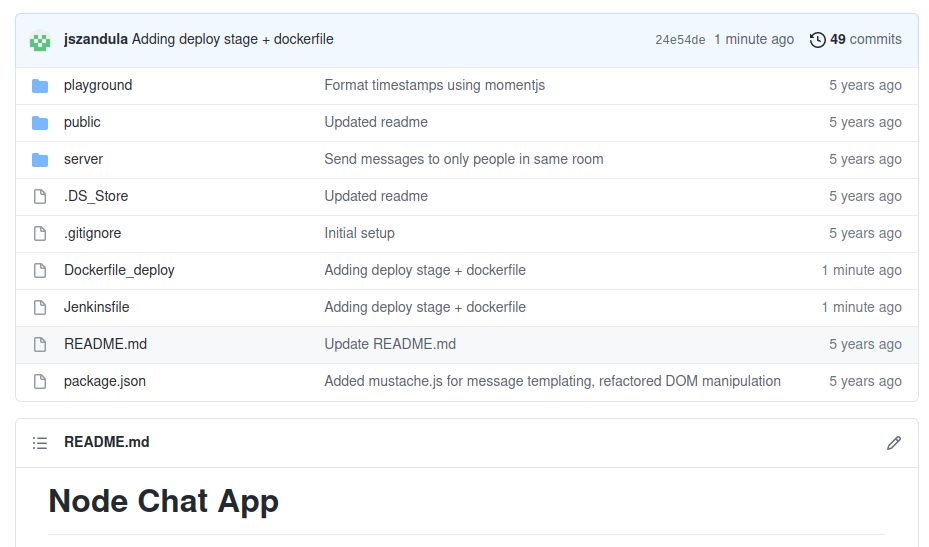 jszandula Adding deploy stage + dockerfile 24e54de 1 minute ago 49 commits
playground Format timestamps using momentjs 5 years ago
public Updated readme 5 years ago
server Send messages to only people in same room 5 years ago
.DS_Store Updated readme 5 years ago
.gitignore Initial setup 5 years ago
Dockerfile_deploy Adding deploy stage + dockerfile 1 minute ago
Jenkinsfile Adding deploy stage + dockerfile 1 minute ago
README.md Update README.md 5 years ago
package.json Added mustache.js for message templating, refactored DOM manipulation 5 years ago
README.md
Node Chat App